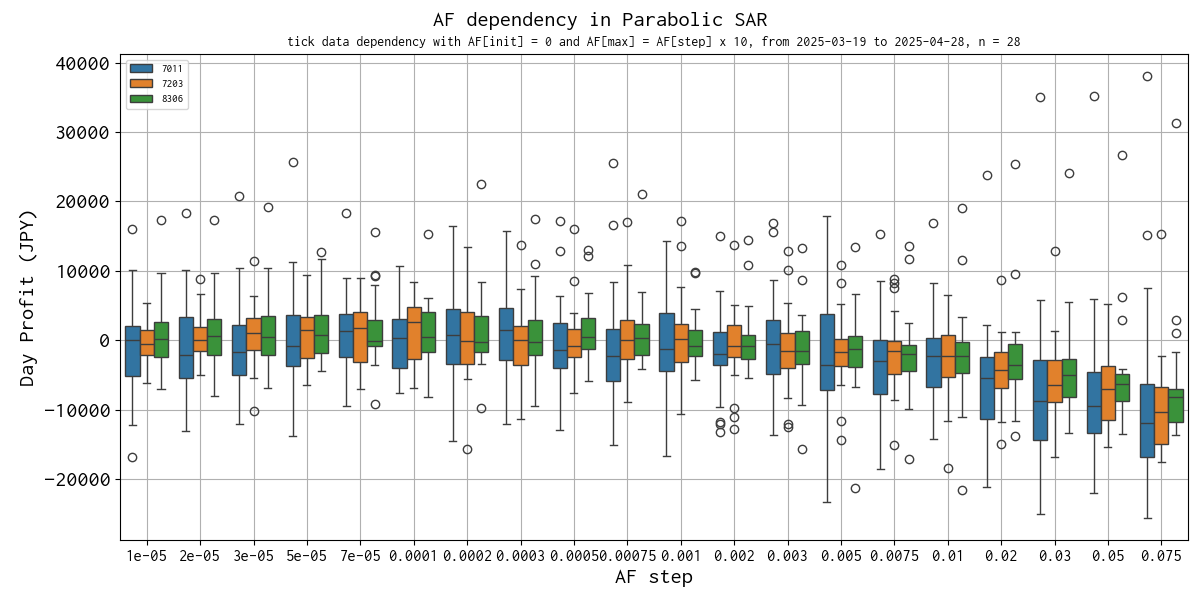 AF dependency in Parabolic SAR
tick data dependency with AF[init] = 0 and AF[max] = AF[step] x 10, from 2025-03-19 to 2025-04-28, n = 28
7011
7203
8306
Day Profit (JPY)
40000
30000
20000
10000
0
−10000
−20000
1e-05 2e-05 3e-05 5e-05 7e-05 0.0001 0.0002 0.0003 0.0005 0.00075 0.001 0.002 0.003 0.005 0.0075 0.01 0.02 0.03 0.05 0.075
AF step